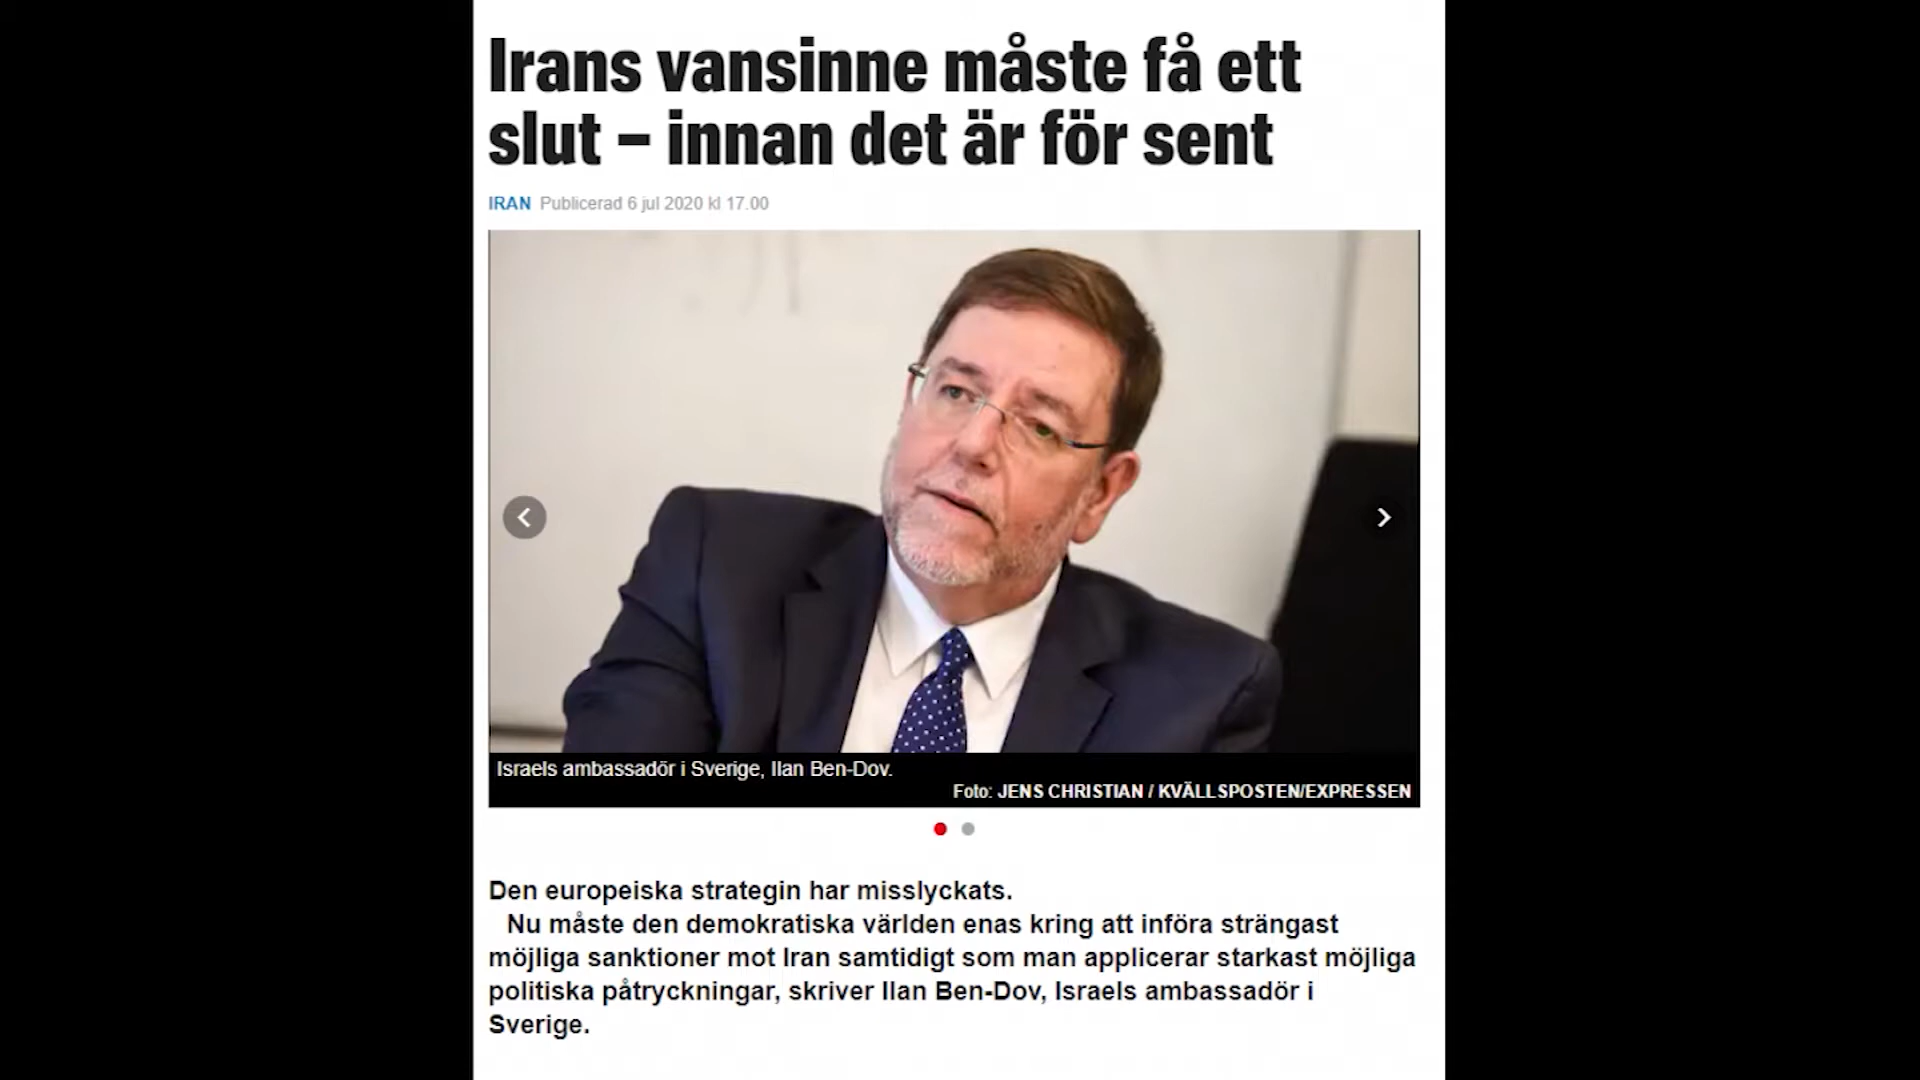 Irans vansinne måste få ett
slut – innan det är för sent
IRAN Publicerad 6 jul 2020 kl 17.00
Israels ambassadör i Sverige, Ilan Ben-Dov.
Foto: JENS CHRISTIAN / KVÄLLSPOSTEN/EXPRESSEN
Den europeiska strategin har misslyckats.
Nu måste den demokratiska världen enas kring att införa strängast
möjliga sanktioner mot Iran samtidigt som man applicerar starkast möjliga
politiska påtryckningar, skriver Ilan Ben-Dov, Israels ambassadör i
Sverige.